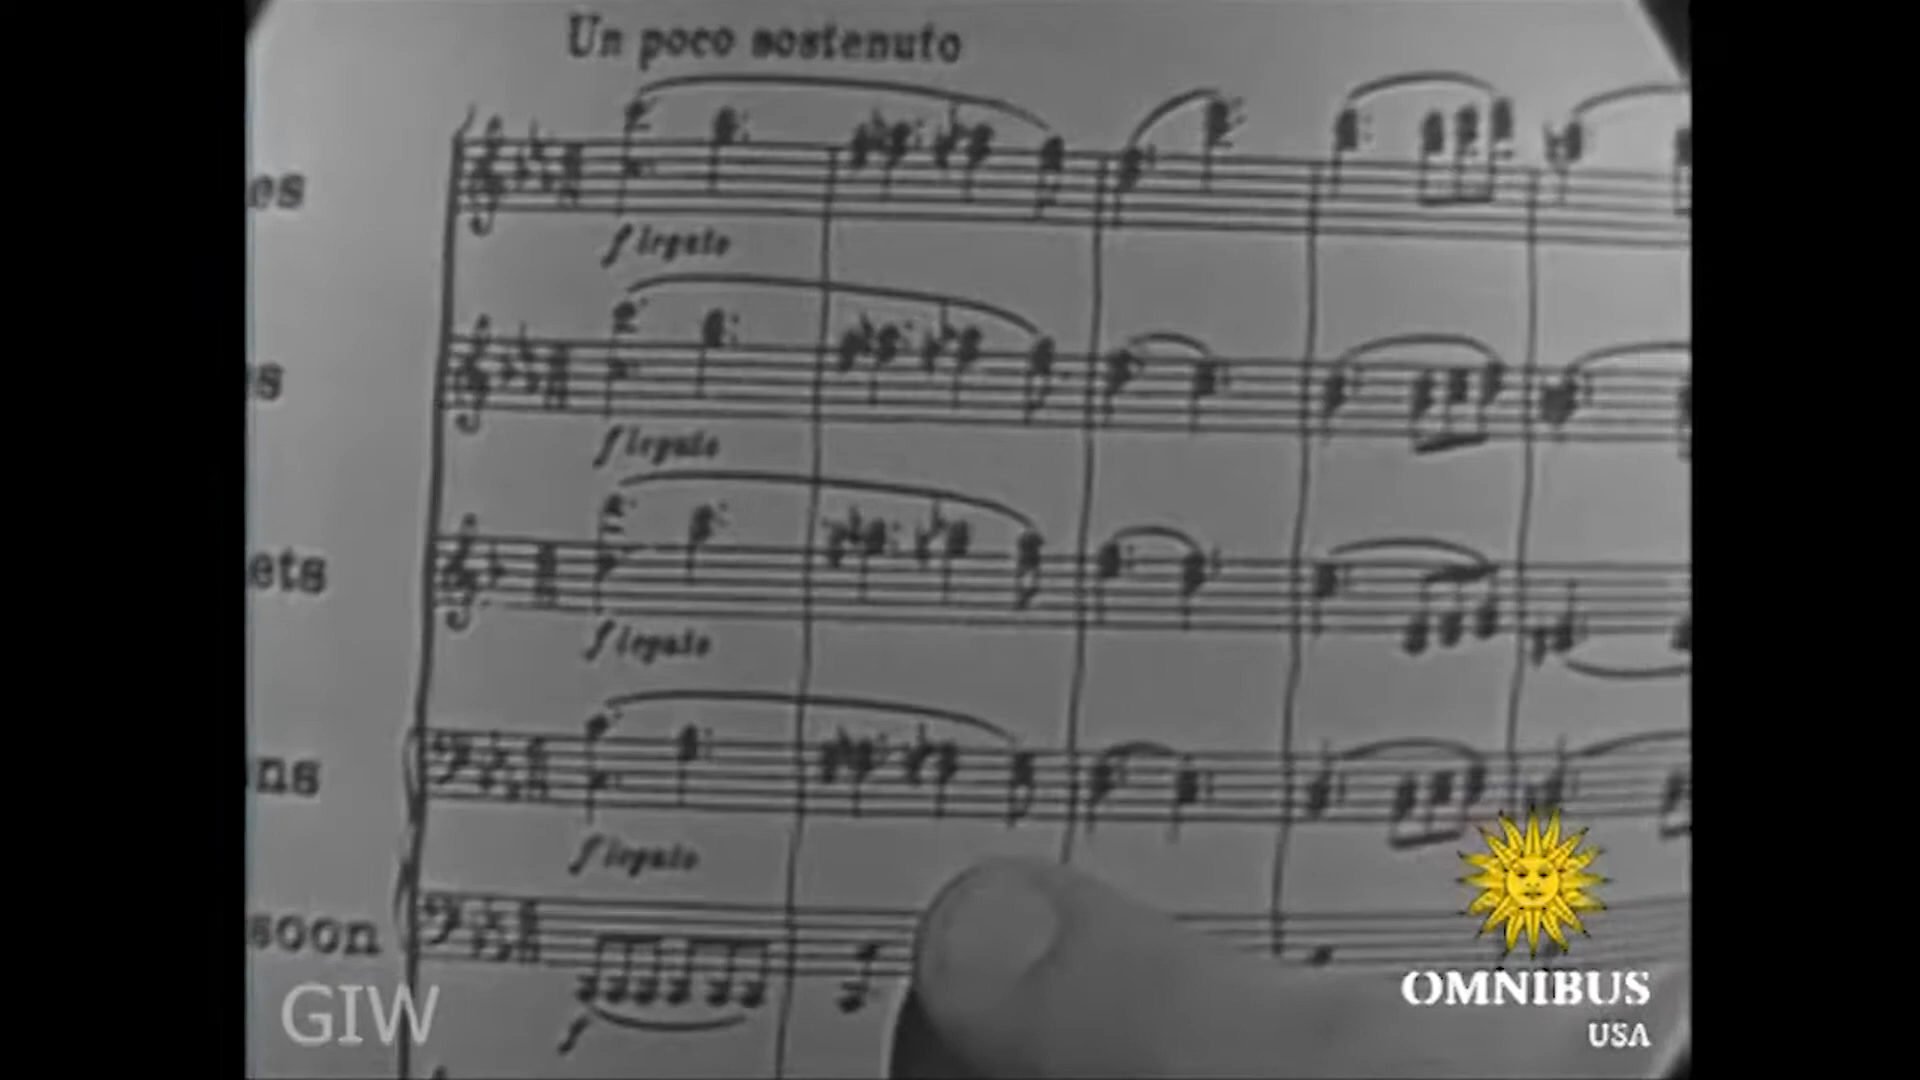 Un poco sostenuto
es
f legato
s
f legato
ets
f legato
ns
f legato
soon
f
GIW
OMNIBUS
USA